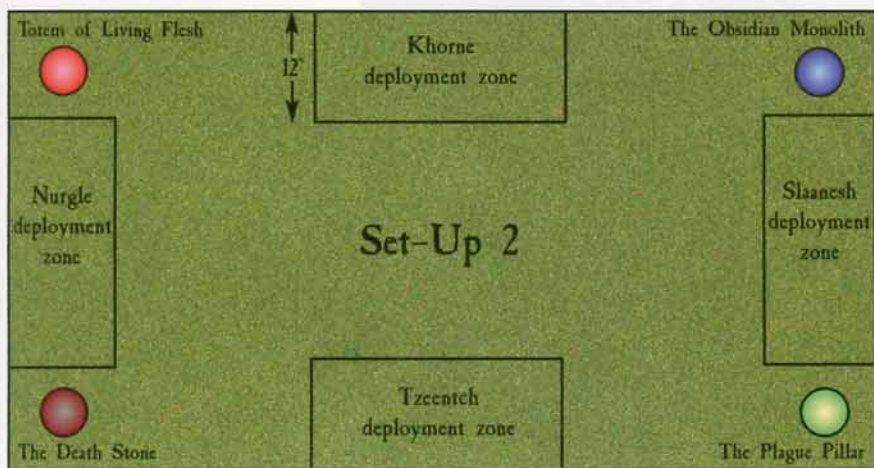 Totem of Living Flesh
The Obsidian Monolith
12"
Khorne
deployment zone
Nurgle
deployment
zone
Slaanesh
deployment
zone
Set-Up 2
Tzeentch
deployment zone
The Death Stone
The Plague Pillar